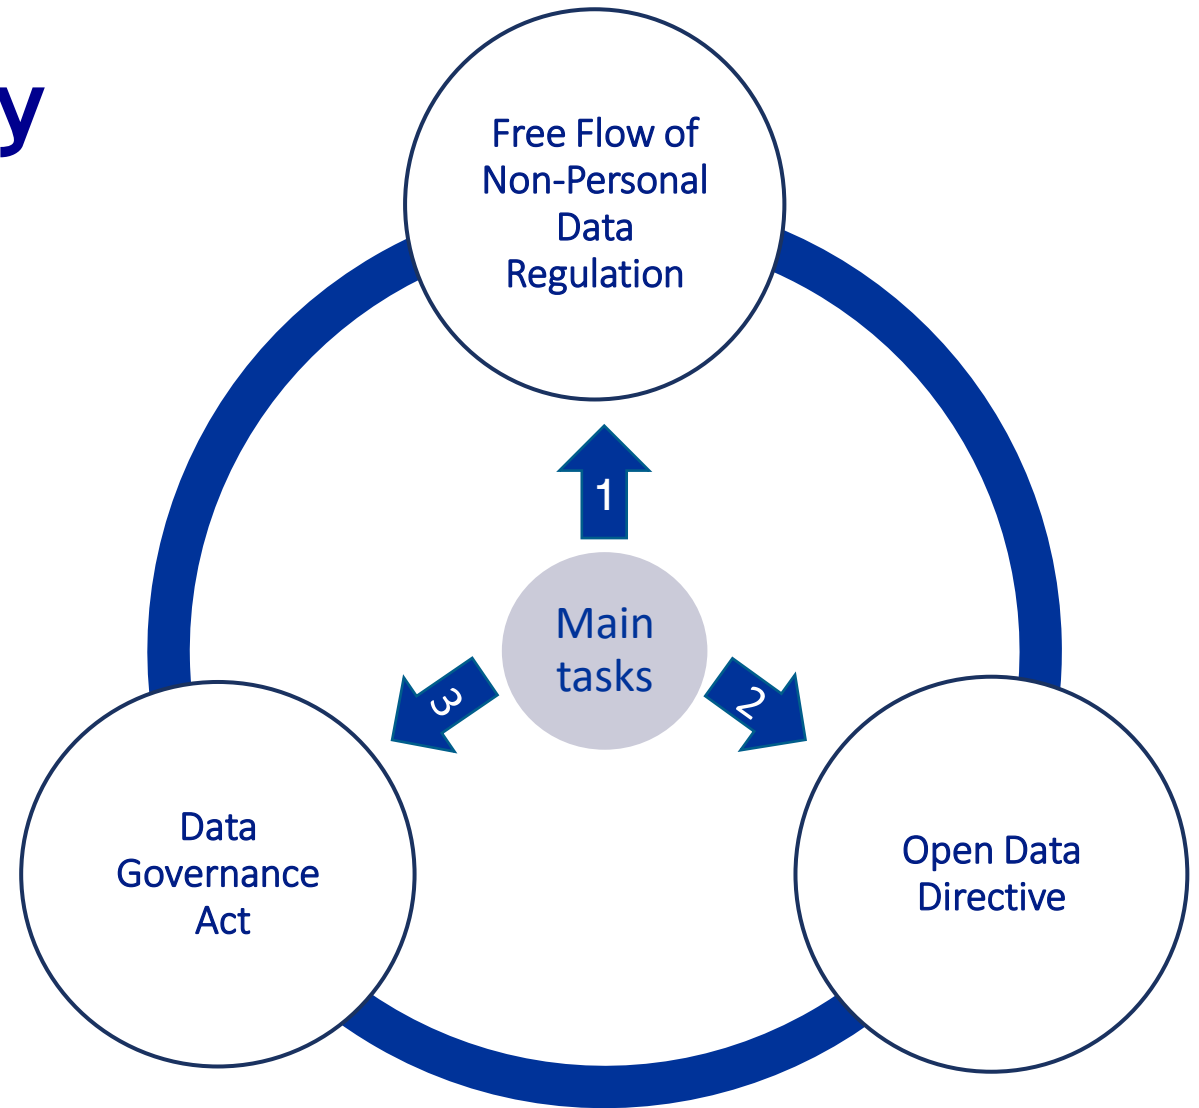 y
Free Flow of
Non-Personal
Data
Regulation
1
Main
tasks
3
2
Data
Governance
Act
Open Data
Directive